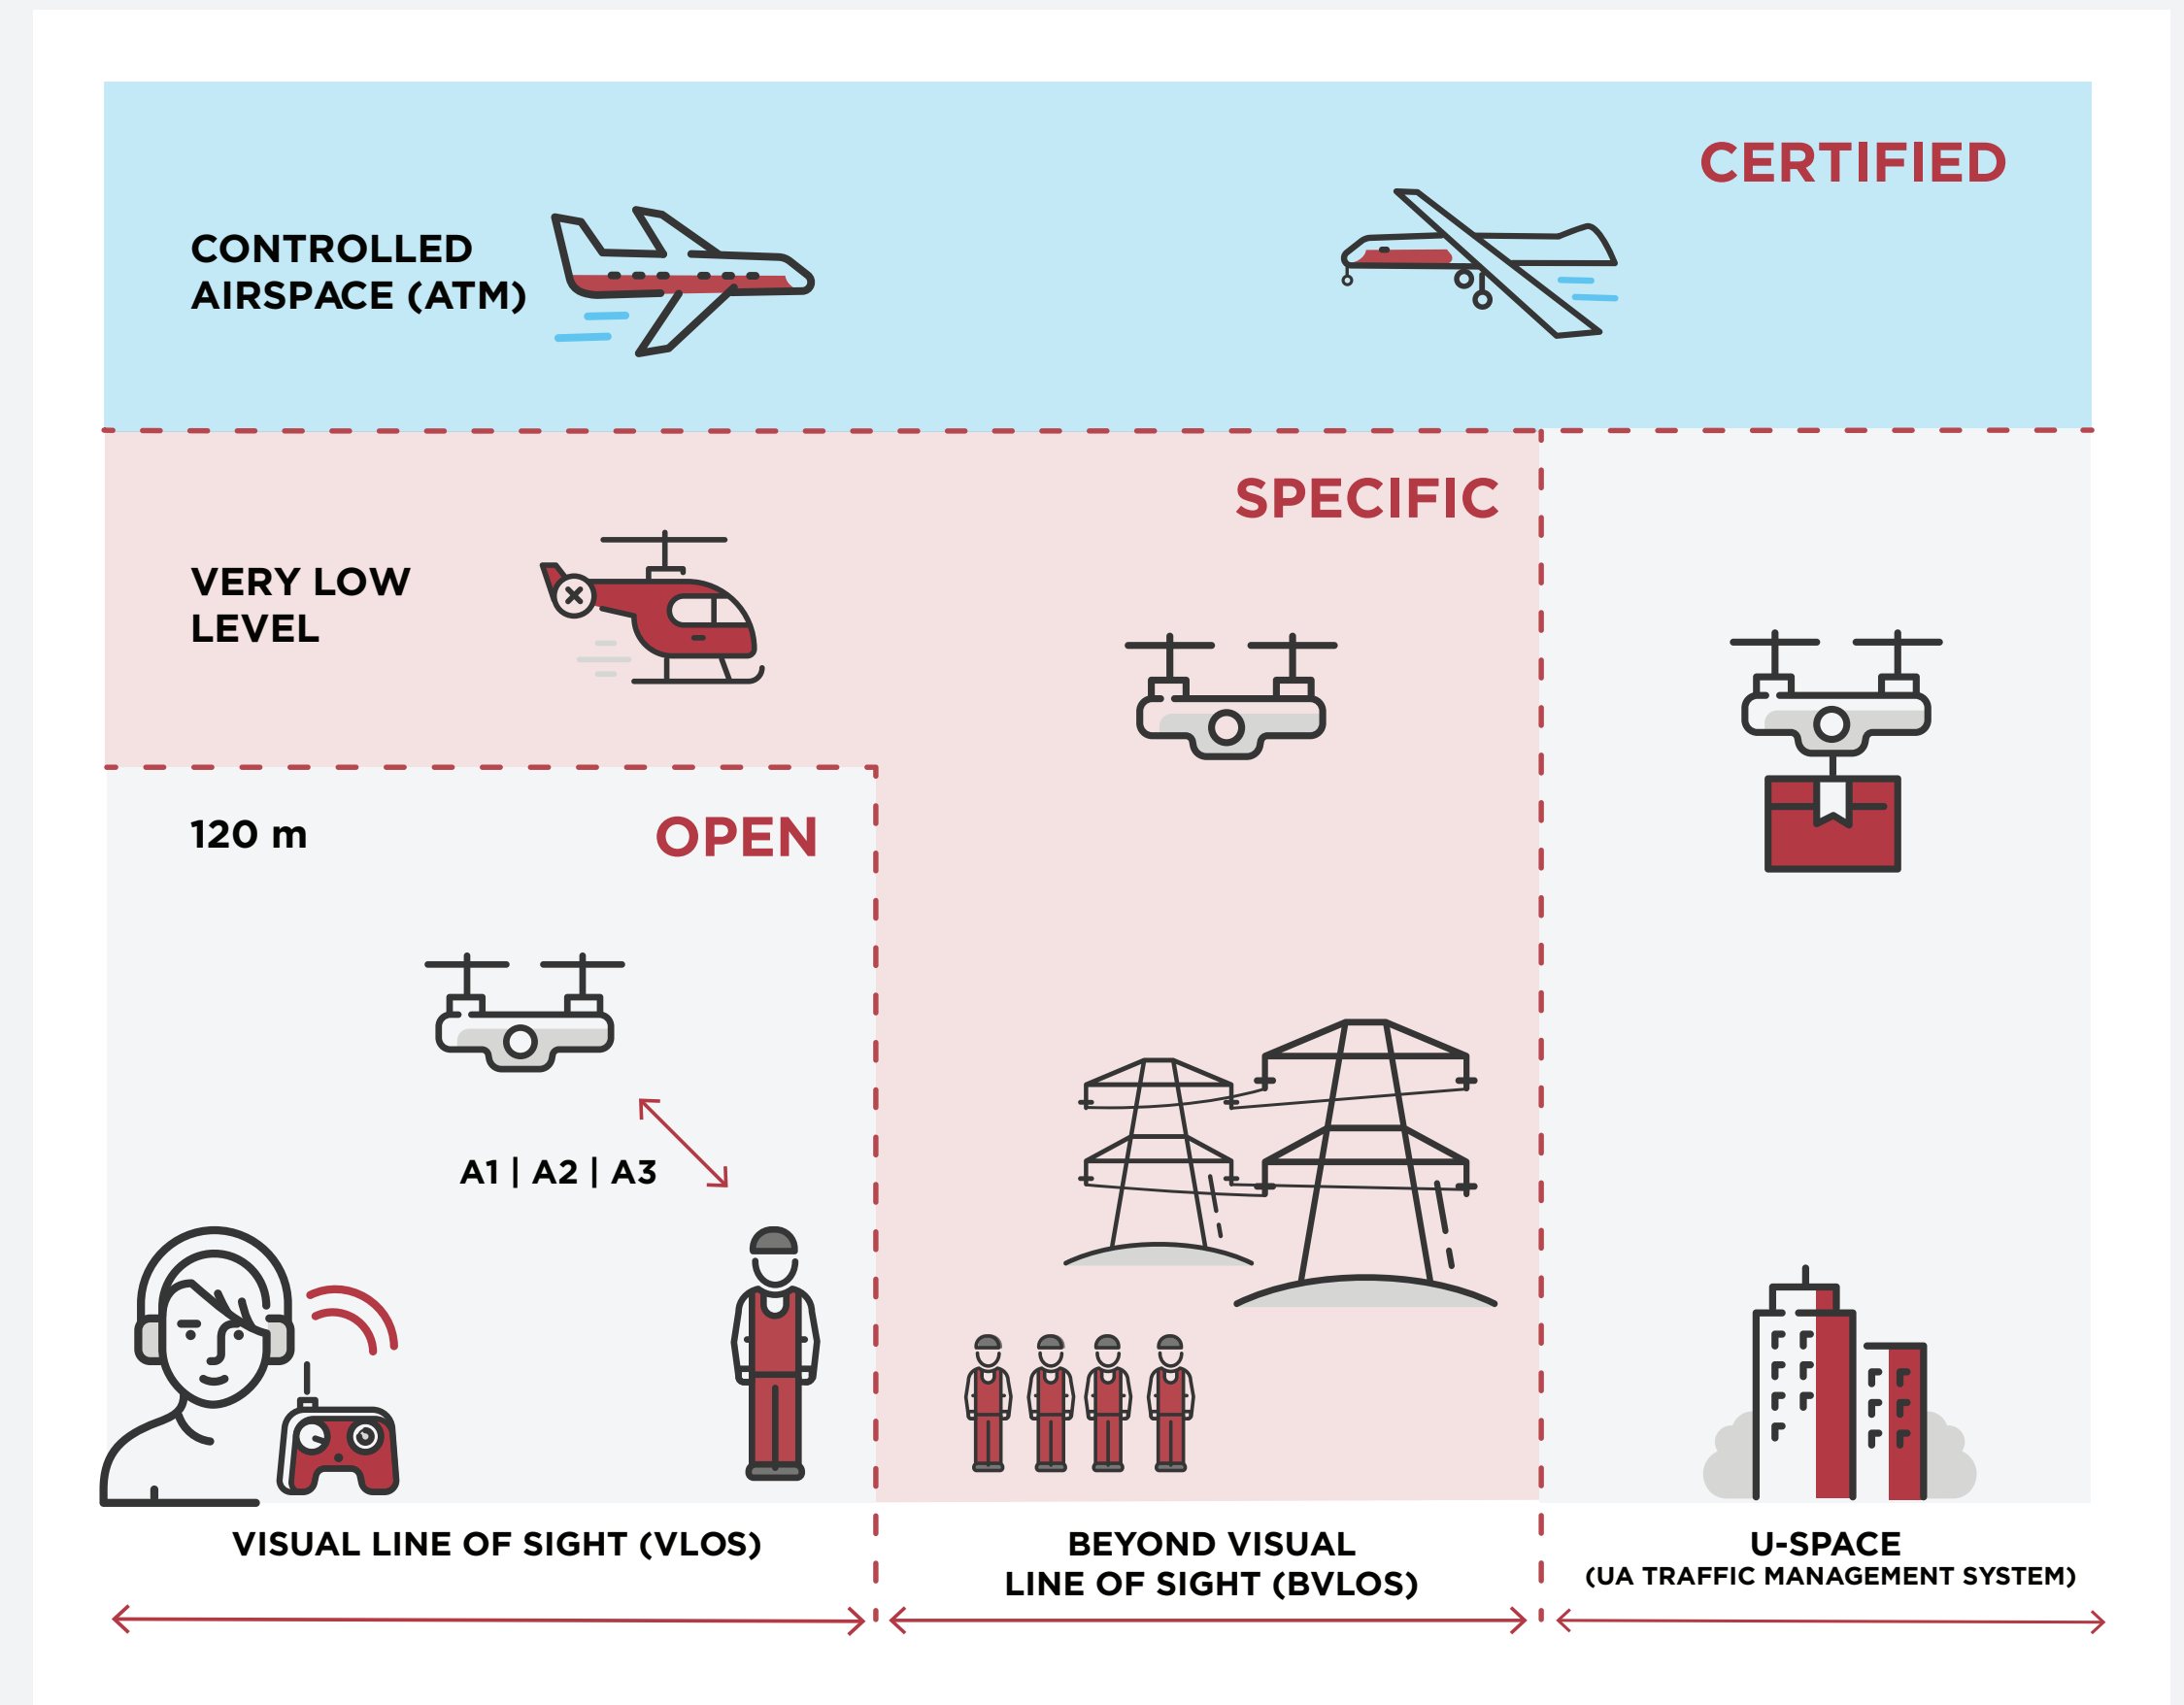 CERTIFIED
CONTROLLED
AIRSPACE (ATM)
SPECIFIC
VERY LOW
LEVEL
120 m
OPEN
A1 | A2 | A3
VISUAL LINE OF SIGHT (VLOS)
BEYOND VISUAL
LINE OF SIGHT (BVLOS)
U-SPACE
(UA TRAFFIC MANAGEMENT SYSTEM)